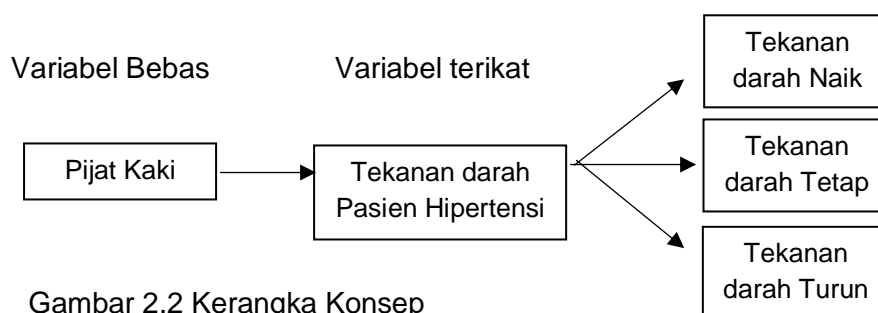 Variabel Bebas
Variabel terikat
Pijat Kaki
Tekanan darah
Pasien Hipertensi
Tekanan
darah Naik
Tekanan
darah Tetap
Tekanan
darah Turun
Gambar 2.2 Kerangka Konsep